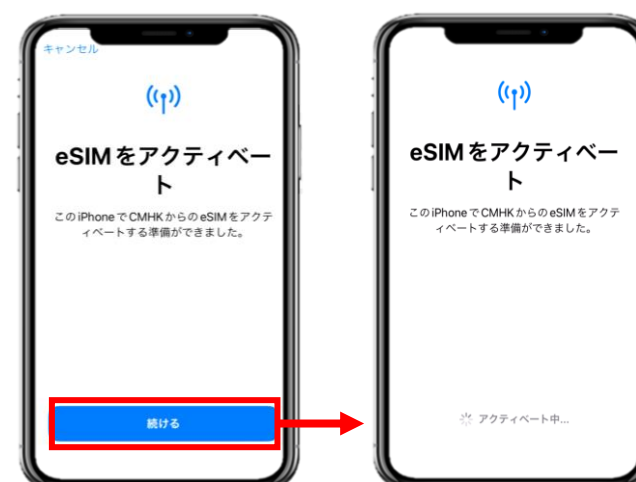 キャンセル
eSIMをアクティベー
ト
このiPhoneでCMHKからのeSIMをアクテ
ィベートする準備ができました。
続ける
eSIMをアクティベー
ト
このiPhoneでCMHKからのeSIMをアクテ
ィベートする準備ができました。
アクティベート中...